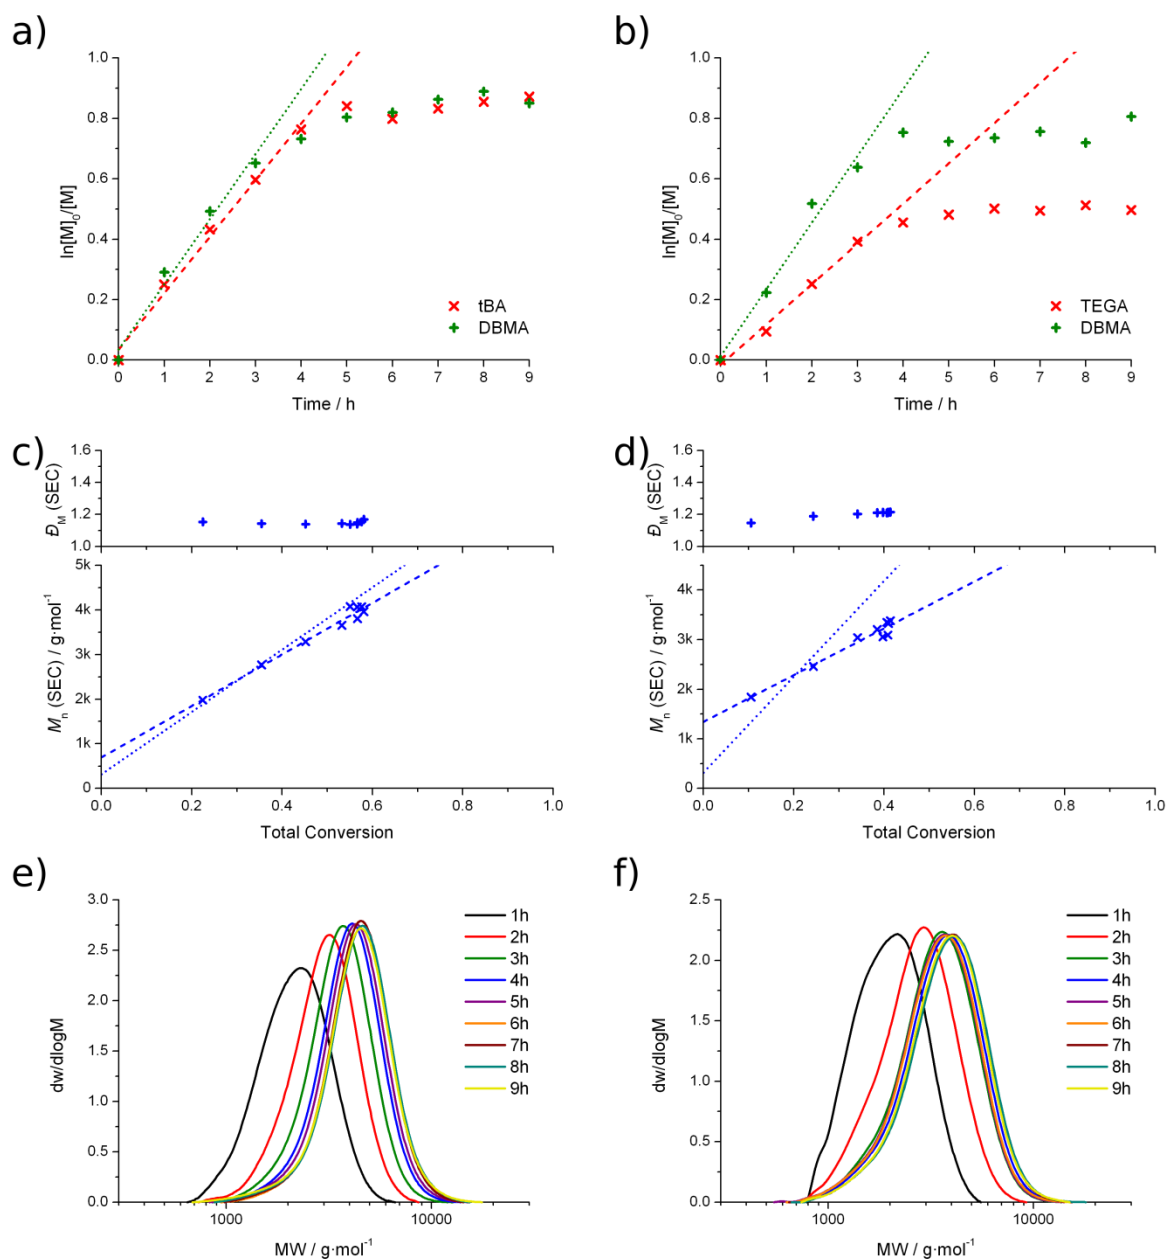 a)
1.0
0.8
0.6
0.4
0.2
0.0
ln[M]₀/[M]
tBA
DBMA
0 1 2 3 4 5 6 7 8 9
Time / h
b)
1.0
0.8
0.6
0.4
0.2
0.0
ln[M]₀/[M]
TEGA
DBMA
0 1 2 3 4 5 6 7 8 9
Time / h
c)
1.6
1.4
1.2
1.0
Đ_M (SEC)
5k
4k
3k
2k
1k
0
M_n (SEC) / g·mol⁻¹
0.0 0.2 0.4 0.6 0.8 1.0
Total Conversion
d)
1.6
1.4
1.2
1.0
Đ_M (SEC)
4k
3k
2k
1k
0
M_n (SEC) / g·mol⁻¹
0.0 0.2 0.4 0.6 0.8 1.0
Total Conversion
e)
3.0
2.5
2.0
1.5
1.0
0.5
0.0
dw/dlogM
1h
2h
3h
4h
5h
6h
7h
8h
9h
1000 10000
MW / g·mol⁻¹
f)
2.5
2.0
1.5
1.0
0.5
0.0
dw/dlogM
1h
2h
3h
4h
5h
6h
7h
8h
9h
1000 10000
MW / g·mol⁻¹